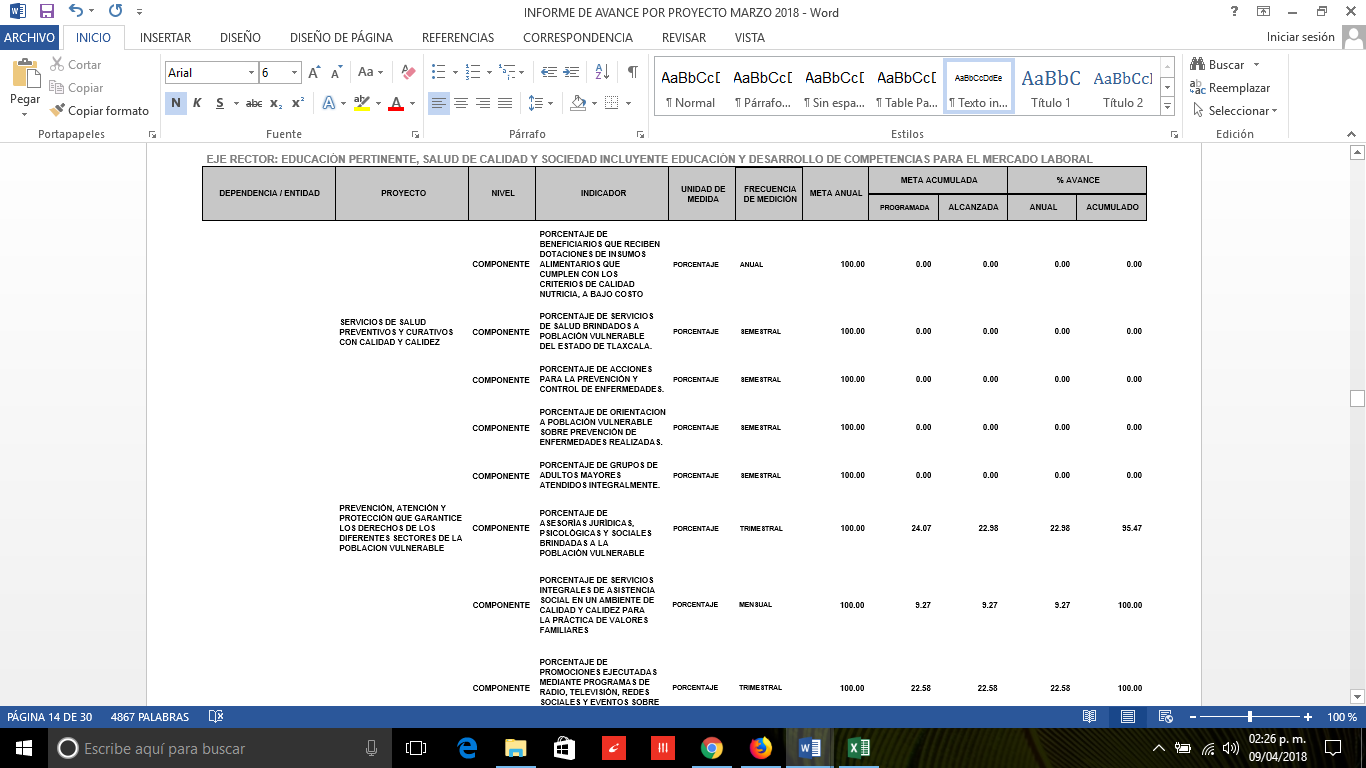 INFORME DE AVANCE POR PROYECTO MARZO 2018 - Word
ARCHIVO INICIO INSERTAR DISEÑO DISEÑO DE PÁGINA REFERENCIAS CORRESPONDENCIA REVISAR VISTA Iniciar sesión
Pegar
Cortar
Copiar
Copiar formato
Portapapeles
Arial 6
N K S abc x₂ x²
Fuente
Párrafo
AaBbCcI AaBbCcI AaBbCcI AaBbCcI AaBbCcDdEe AaBbC AaBbCcI
¶ Normal ¶ Párrafo... ¶ Sin espa... ¶ Table Pa... ¶ Texto in... Título 1 Título 2
Estilos
Buscar
Reemplazar
Seleccionar
Edición
EJE RECTOR: EDUCACIÓN PERTINENTE, SALUD DE CALIDAD Y SOCIEDAD INCLUYENTE EDUCACIÓN Y DESARROLLO DE COMPETENCIAS PARA EL MERCADO LABORAL
DEPENDENCIA / ENTIDAD PROYECTO NIVEL INDICADOR UNIDAD DE MEDIDA FRECUENCIA DE MEDICIÓN META ANUAL META ACUMULADA % AVANCE
PROGRAMADA ALCANZADA ANUAL ACUMULADO
PORCENTAJE DE
BENEFICIARIOS QUE RECIBEN
DOTACIONES DE INSUMOS
COMPONENTE ALIMENTARIOS QUE PORCENTAJE ANUAL 100.00 0.00 0.00 0.00 0.00
CUMPLEN CON LOS
CRITERIOS DE CALIDAD
NUTRICIA, A BAJO COSTO
SERVICIOS DE SALUD
PREVENTIVOS Y CURATIVOS
CON CALIDAD Y CALIDEZ
COMPONENTE
PORCENTAJE DE SERVICIOS
DE SALUD BRINDADOS A
POBLACIÓN VULNERABLE
DEL ESTADO DE TLAXCALA.
PORCENTAJE SEMESTRAL 100.00 0.00 0.00 0.00 0.00
COMPONENTE
PORCENTAJE DE ACCIONES
PARA LA PREVENCIÓN Y
CONTROL DE ENFERMEDADES.
PORCENTAJE SEMESTRAL 100.00 0.00 0.00 0.00 0.00
COMPONENTE
PORCENTAJE DE ORIENTACION
A POBLACIÓN VULNERABLE
SOBRE PREVENCIÓN DE
ENFERMEDADES REALIZADAS.
PORCENTAJE SEMESTRAL 100.00 0.00 0.00 0.00 0.00
COMPONENTE
PORCENTAJE DE GRUPOS DE
ADULTOS MAYORES
ATENDIDOS INTEGRALMENTE.
PORCENTAJE SEMESTRAL 100.00 0.00 0.00 0.00 0.00
PREVENCIÓN, ATENCIÓN Y
PROTECCIÓN QUE GARANTICE
LOS DERECHOS DE LOS
DIFERENTES SECTORES DE LA
POBLACION VULNERABLE
COMPONENTE
PORCENTAJE DE
ASESORÍAS JURÍDICAS,
PSICOLÓGICAS Y SOCIALES
BRINDADAS A LA
POBLACIÓN VULNERABLE
PORCENTAJE TRIMESTRAL 100.00 24.07 22.98 22.98 95.47
COMPONENTE
PORCENTAJE DE SERVICIOS
INTEGRALES DE ASISTENCIA
SOCIAL EN UN AMBIENTE DE
CALIDAD Y CALIDEZ PARA
LA PRÁCTICA DE VALORES
FAMILIARES
PORCENTAJE MENSUAL 100.00 9.27 9.27 9.27 100.00
COMPONENTE
PORCENTAJE DE
PROMOCIONES EJECUTADAS
MEDIANTE PROGRAMAS DE
RADIO, TELEVISIÓN, REDES
SOCIALES Y EVENTOS SOBRE
PORCENTAJE TRIMESTRAL 100.00 22.58 22.58 22.58 100.00
PÁGINA 14 DE 30 4867 PALABRAS 100 %
Escribe aquí para buscar
02:26 p. m.
09/04/2018